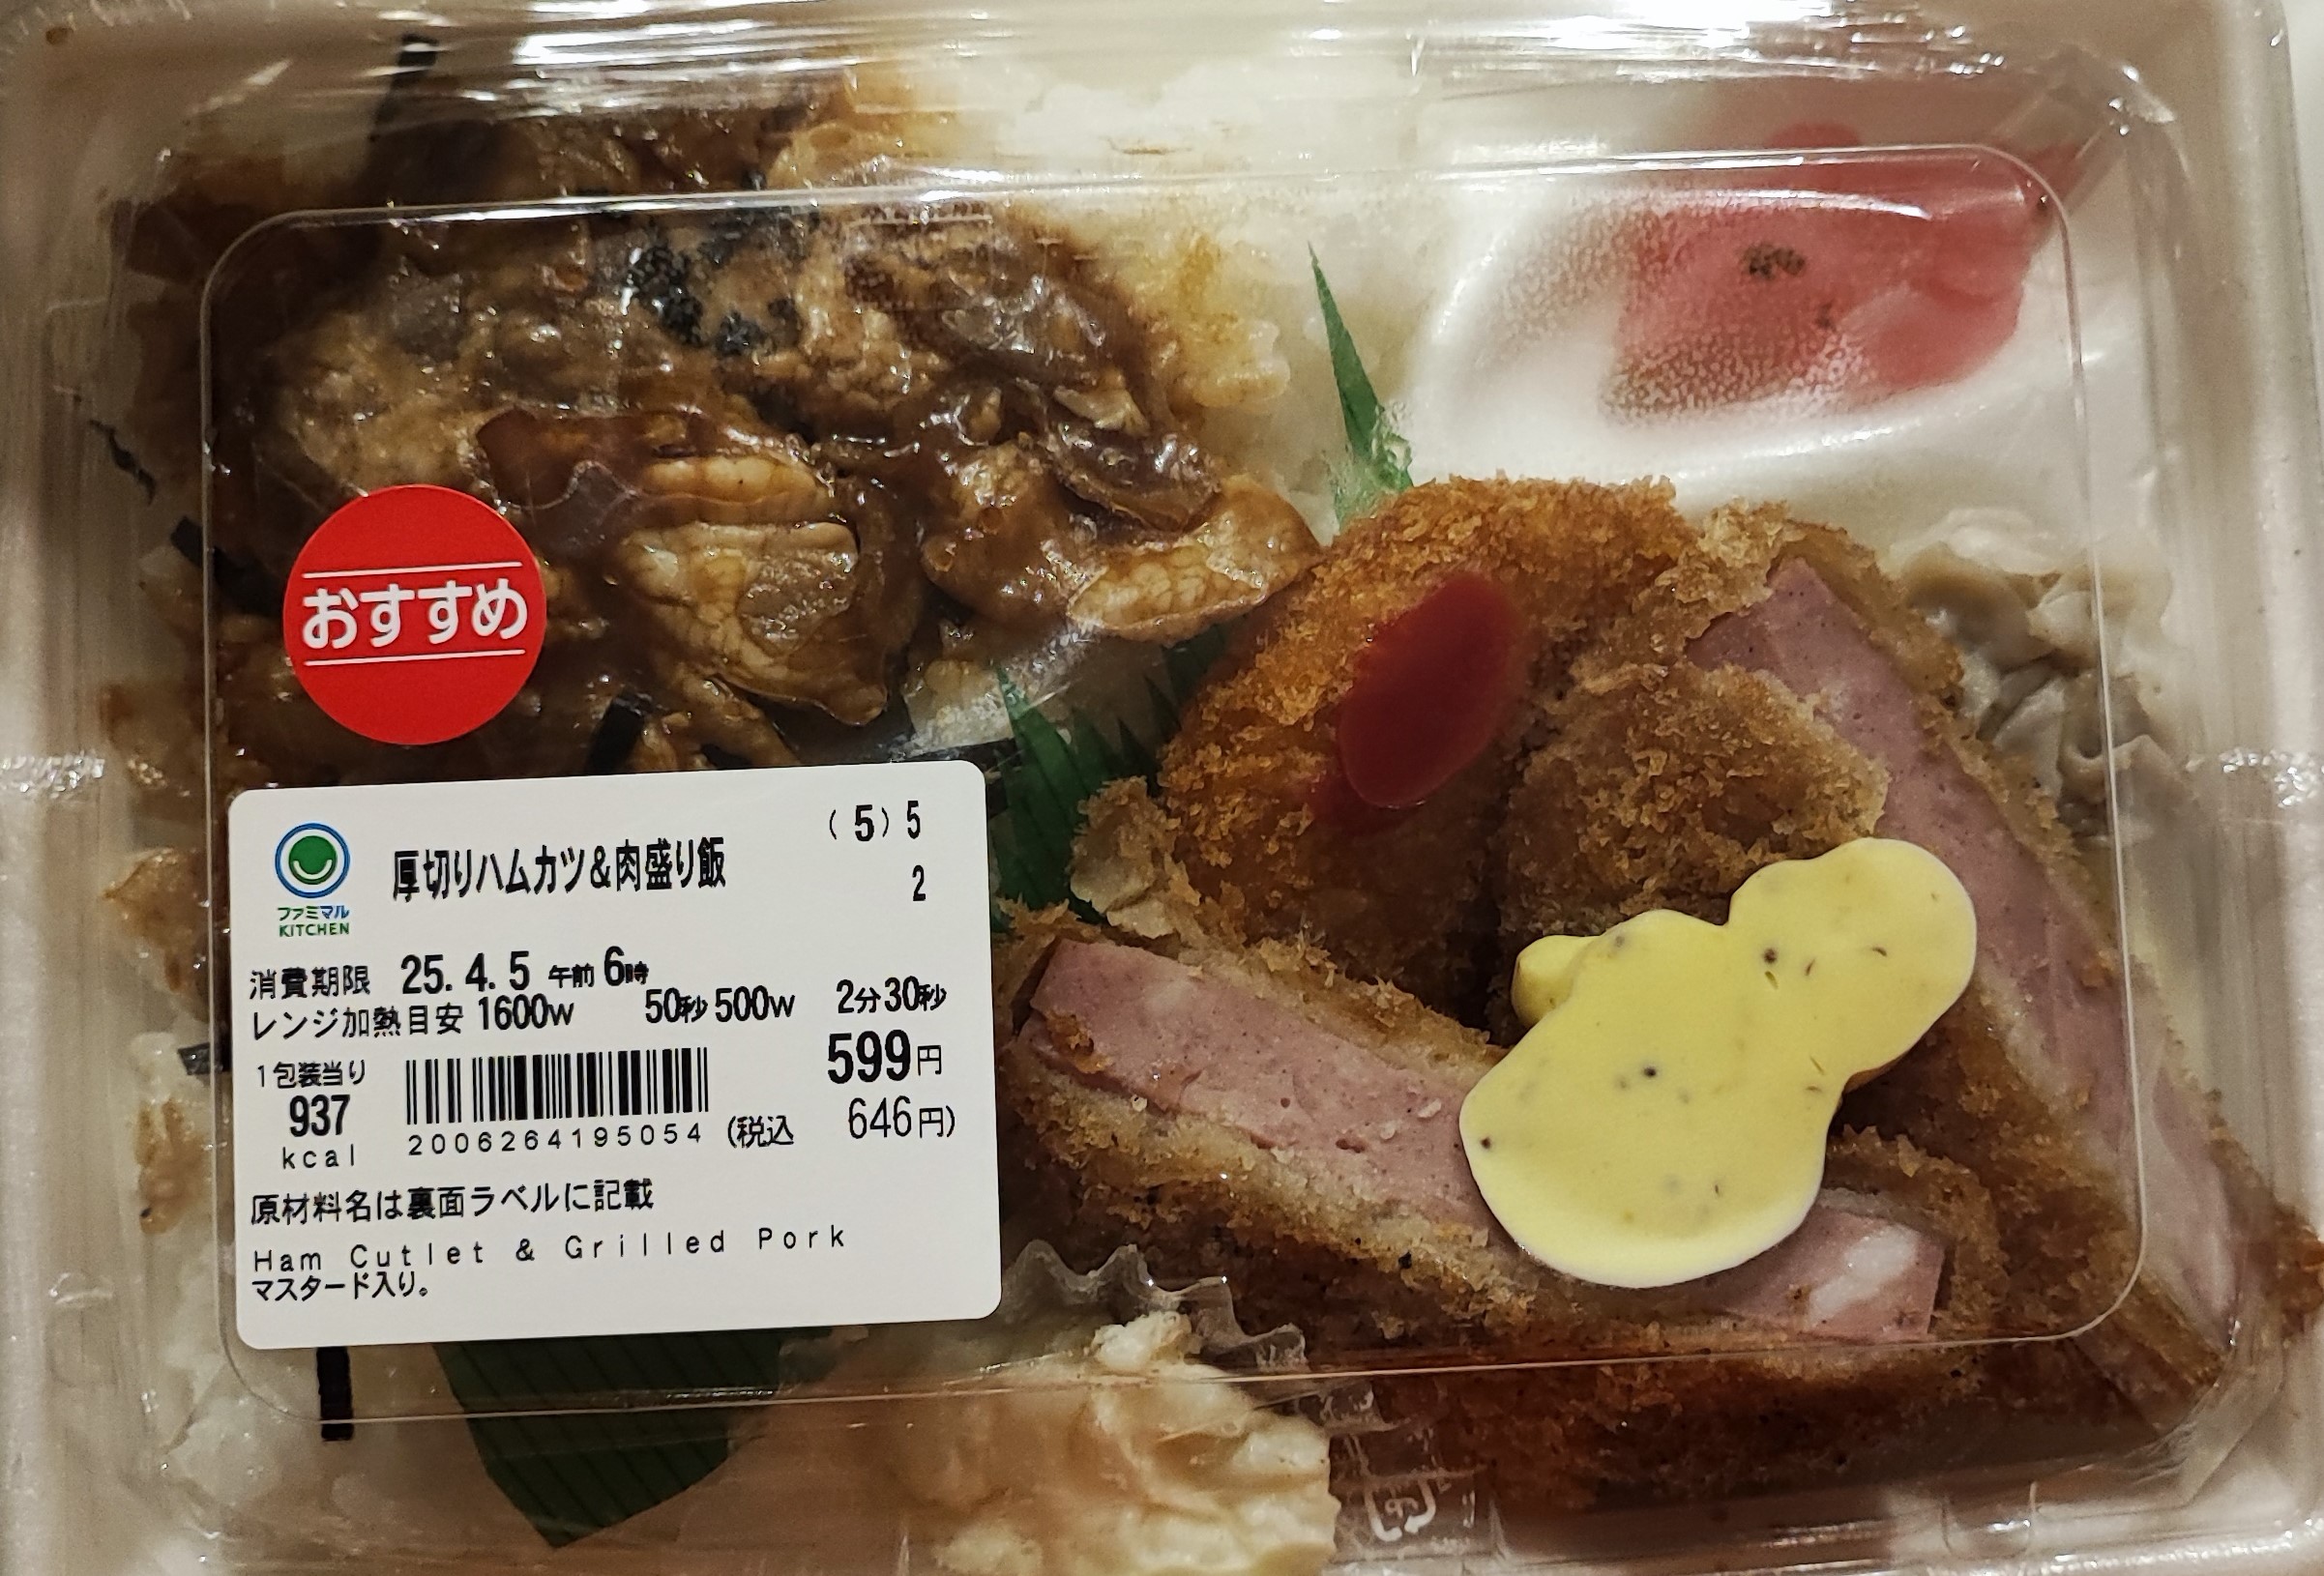 おすすめ
(5) 5
厚切りハムカツ&肉盛り飯
2
ファミマル
KITCHEN
消費期限 25.4.5 午前6時
レンジ加熱目安 1600w 50秒 500w 2分30秒
1包装当り
599円
937
kcal
2006264195054
(税込 646円)
原材料名は裏面ラベルに記載
Ham Cutlet & Grilled Pork
マスタード入り。